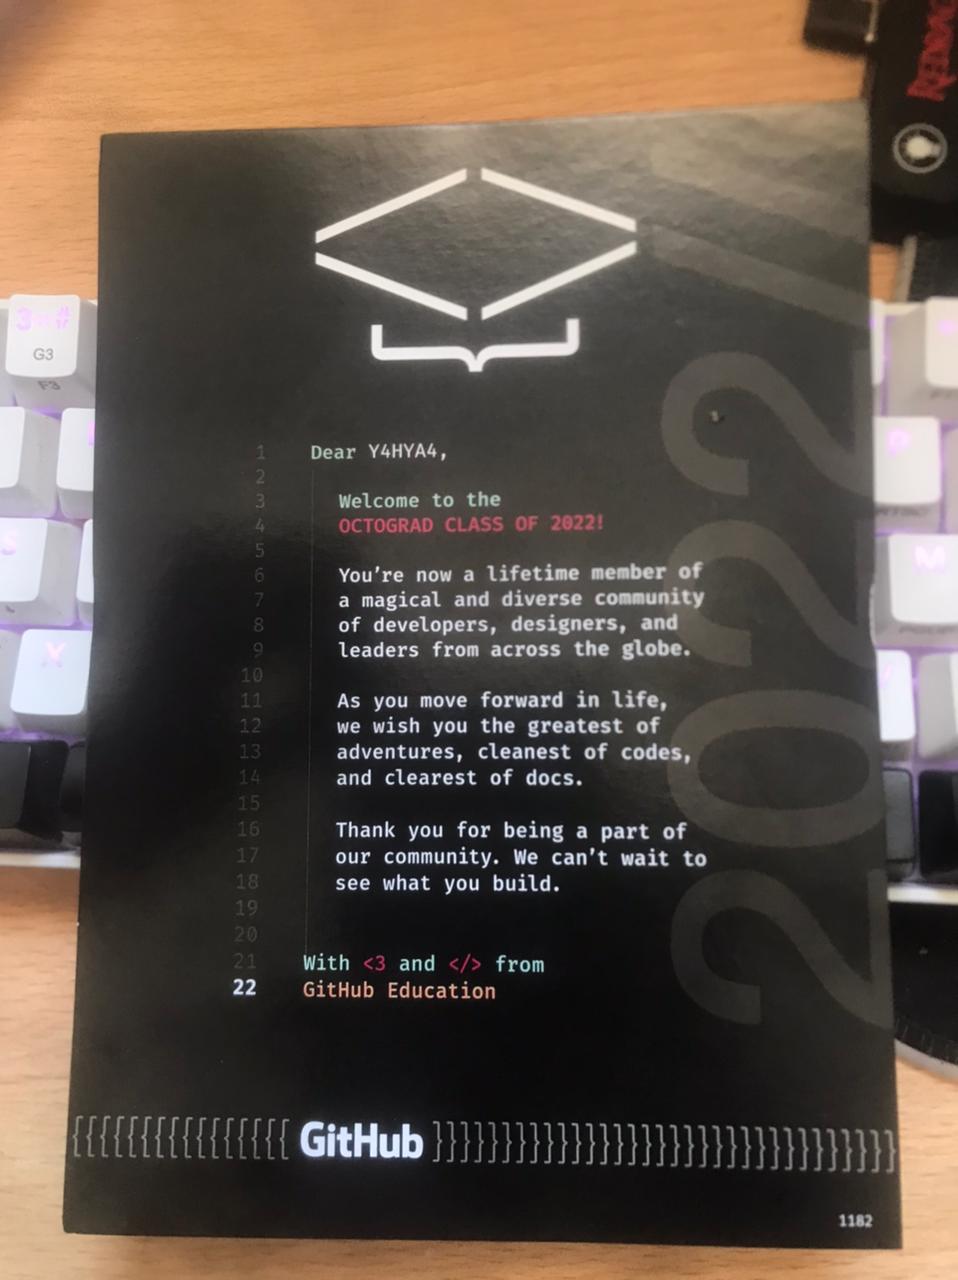 Dear Y4HYA4,
Welcome to the
OCTOGRAD CLASS OF 2022!
You're now a lifetime member of
a magical and diverse community
of developers, designers, and
leaders from across the globe.
As you move forward in life,
we wish you the greatest of
adventures, cleanest of codes,
and clearest of docs.
Thank you for being a part of
our community. We can't wait to
see what you build.
With <3 and </> from
GitHub Education
1
2
3
4
5
6
7
8
9
10
11
12
13
14
15
16
17
18
19
20
21
22
2022
{{{{{{{{{{{{{{{{ GitHub }}}}}}}}}}}}}}}}}}}}}}}}}}}}}}}}}
1182
G3
F3
X
P
M